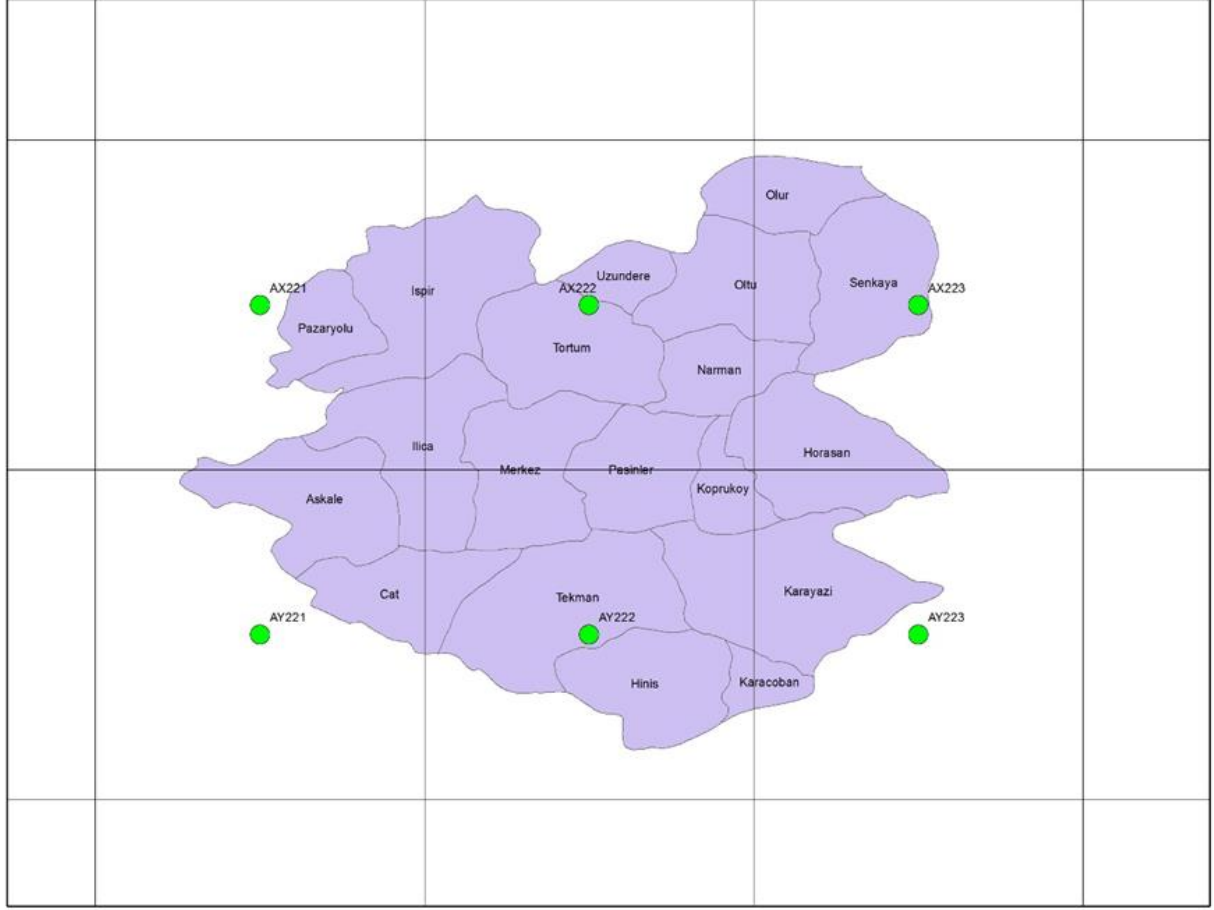 Olur
Uzundere
Senkaya
Oltu
AX221
AX222
AX223
Ispir
Pazaryolu
Tortum
Narman
Ilica
Horasan
Merkez
Pasinler
Koprukoy
Askale
Karayazi
Cat
Tekman
AY221
AY222
AY223
Hinis
Karacoban